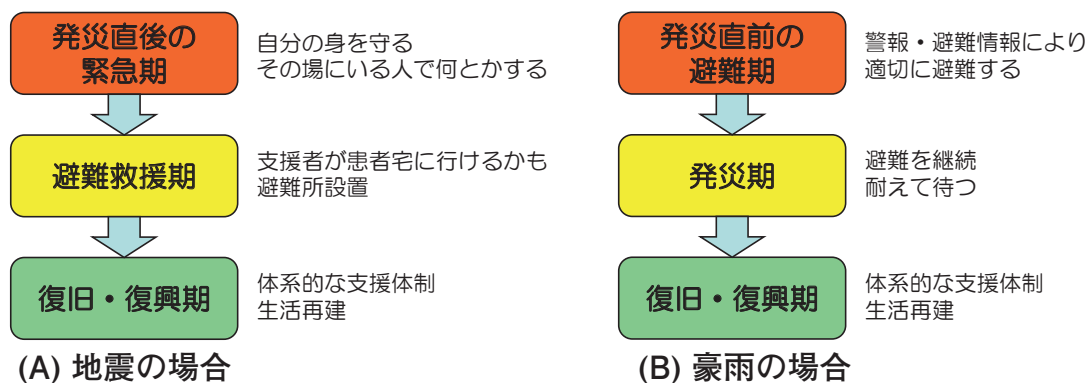 発災直後の
緊急期
自分の身を守る
その場にいる人で何とかする
避難救援期
支援者が患者宅に行けるかも
避難所設置
復旧・復興期
体系的な支援体制
生活再建
(A) 地震の場合
発災直前の
避難期
警報・避難情報により
適切に避難する
発災期
避難を継続
耐えて待つ
復旧・復興期
体系的な支援体制
生活再建
(B) 豪雨の場合